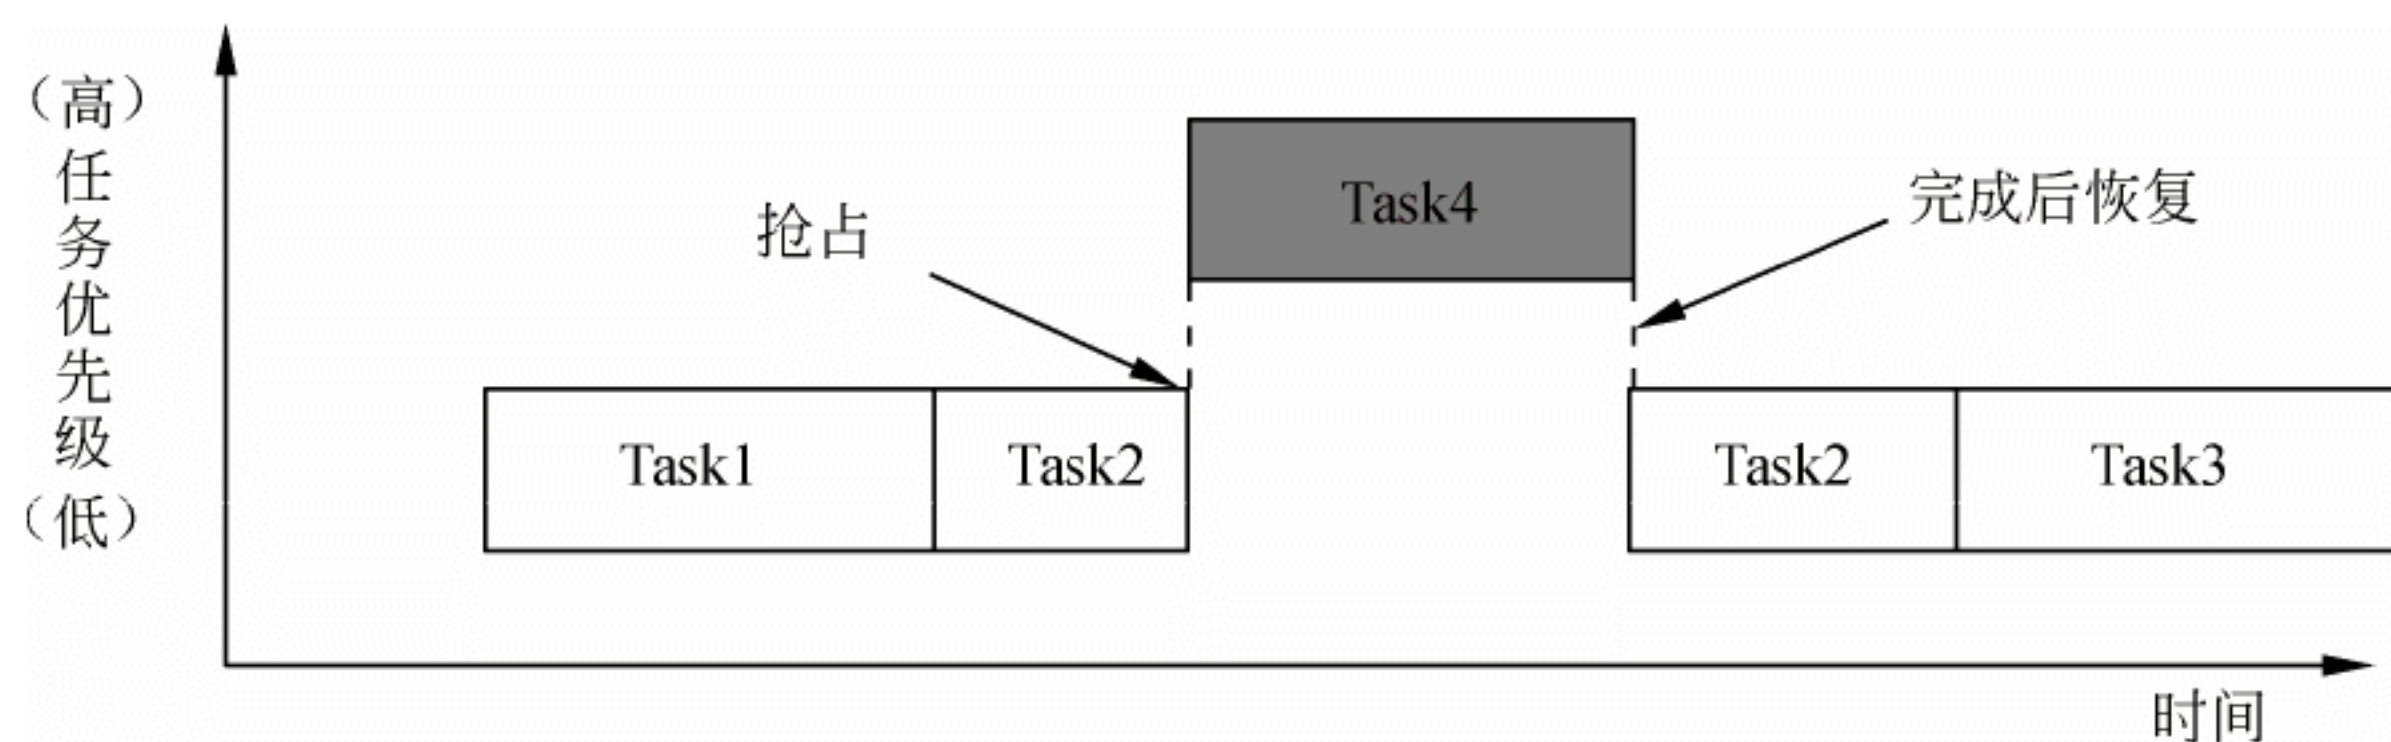 （高）
任务优先级
（低）
抢占
Task4
完成后恢复
Task1
Task2
Task2
Task3
时间